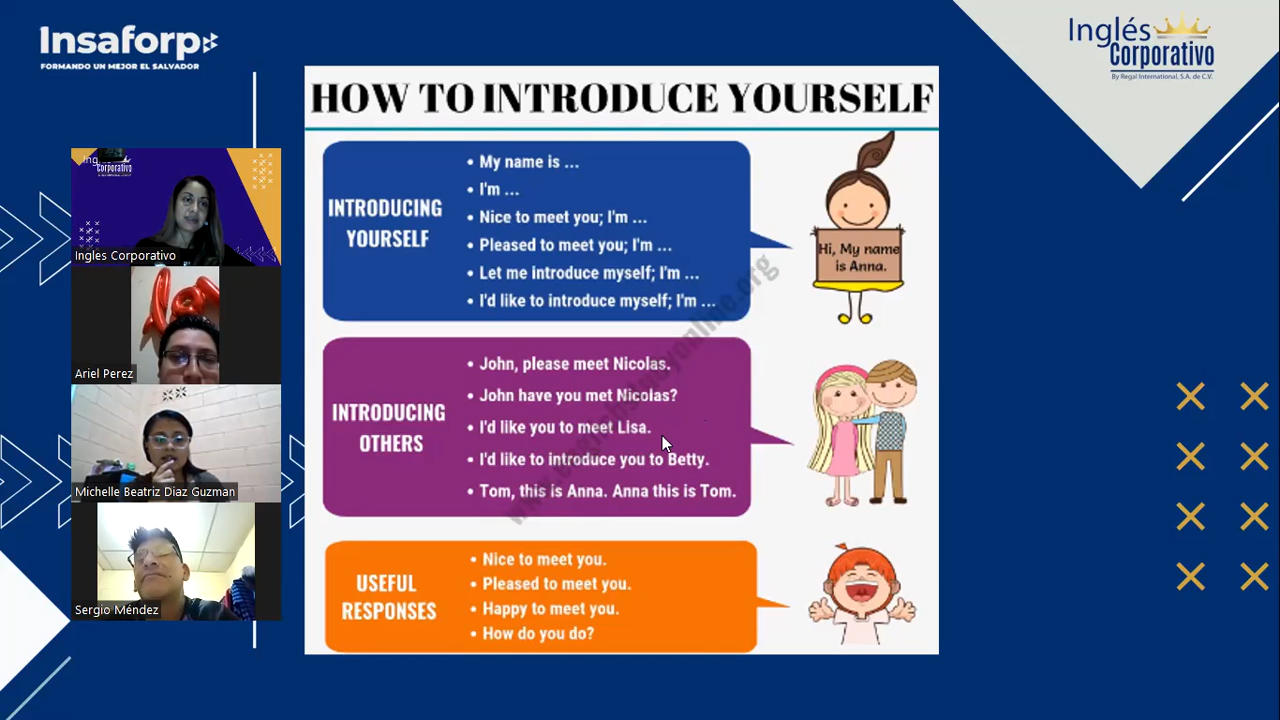 Insaforp
FORMANDO UN MEJOR EL SALVADOR
Inglés
Corporativo
By Regal International, S.A. de C.V.
HOW TO INTRODUCE YOURSELF
INTRODUCING
YOURSELF
• My name is ...
• I'm ...
• Nice to meet you; I'm ...
• Pleased to meet you; I'm ...
• Let me introduce myself; I'm ...
• I'd like to introduce myself; I'm ...
Hi, My name
is Anna.
INTRODUCING
OTHERS
• John, please meet Nicolas.
• John have you met Nicolas?
• I'd like you to meet Lisa.
• I'd like to introduce you to Betty.
• Tom, this is Anna. Anna this is Tom.
USEFUL
RESPONSES
• Nice to meet you.
• Pleased to meet you.
• Happy to meet you.
• How do you do?
Ing
Corporativo
Ingles Corporativo
Ariel Perez
Michelle Beatriz Diaz Guzman
Sergio Méndez